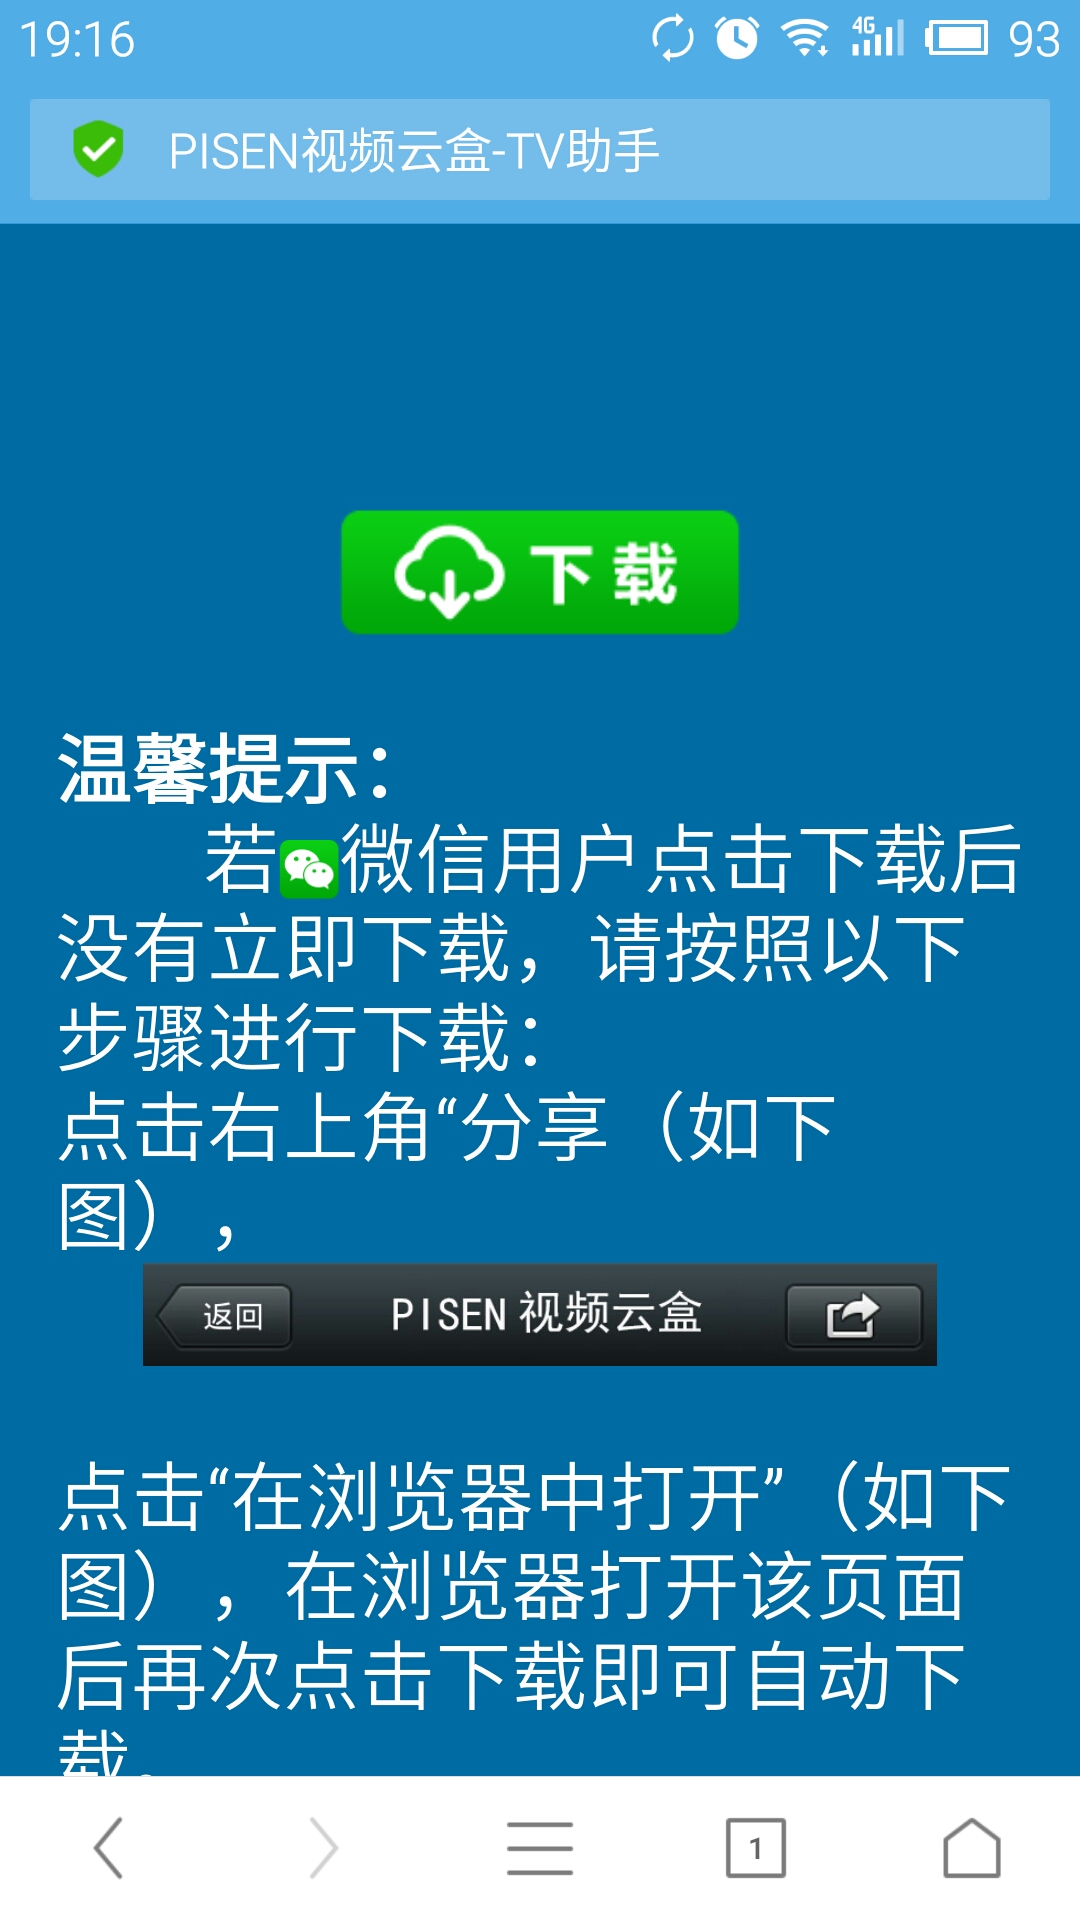 19:16
4G
93
PISEN视频云盒-TV助手
下载
温馨提示：
若微信用户点击下载后
没有立即下载，请按照以下
步骤进行下载：
点击右上角“分享（如下
图），
返回
PISEN 视频云盒
点击“在浏览器中打开”（如下
图），在浏览器打开该页面
后再次点击下载即可自动下
载。
1